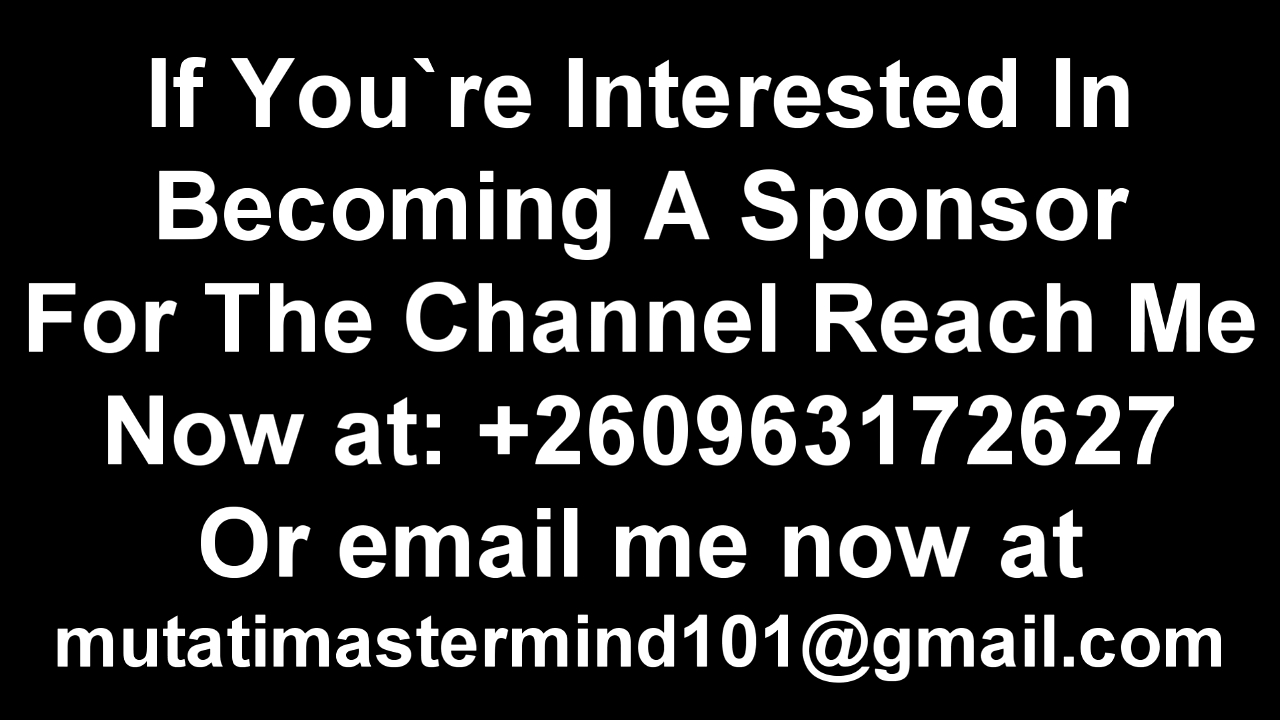 If You`re Interested In
Becoming A Sponsor
For The Channel Reach Me
Now at: +260963172627
Or email me now at
mutatimastermind101@gmail.com